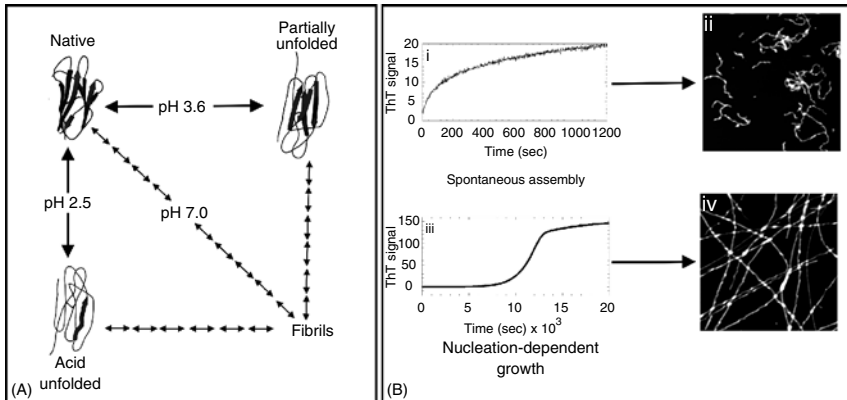 Native
Partially
unfolded
pH 3.6
pH 2.5
pH 7.0
Acid
unfolded
Fibrils
(A)
i
ThT signal
20
15
10
5
0
0 200 400 600 800 1000 1200
Time (sec)
Spontaneous assembly
ii
iii
ThT signal
150
100
50
0
0 5 10 15 20
Time (sec) x 10³
Nucleation-dependent
growth
iv
(B)